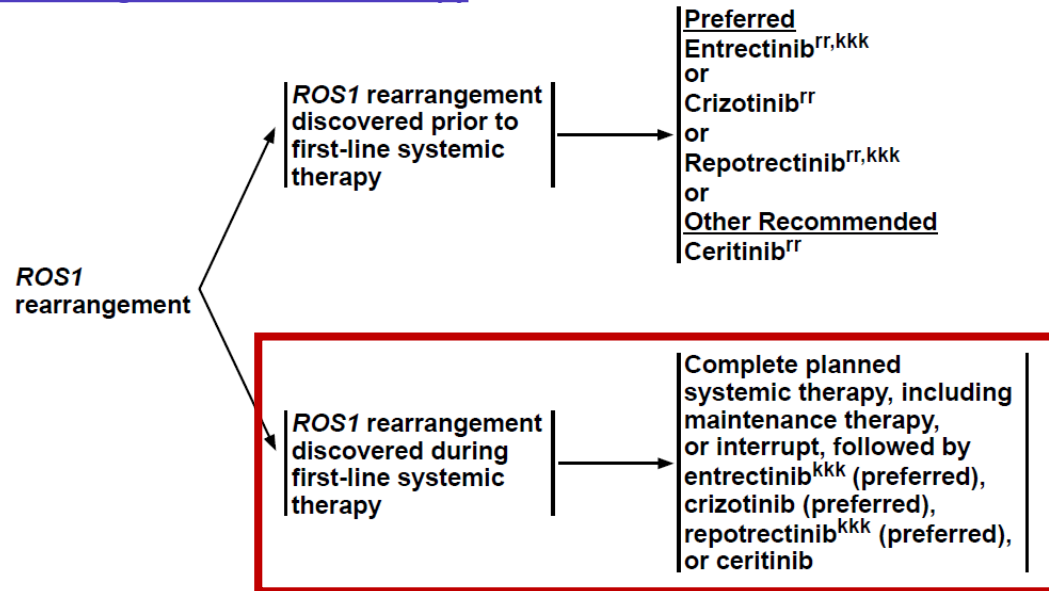 ROS1
rearrangement
ROS1 rearrangement
discovered prior to
first-line systemic
therapy
Preferred
Entrectinibrr,kkk
or
Crizotinibrr
or
Repotrectinibrr,kkk
or
Other Recommended
Ceritinibrr
ROS1 rearrangement
discovered during
first-line systemic
therapy
Complete planned
systemic therapy, including
maintenance therapy,
or interrupt, followed by
entrectinibkkk (preferred),
crizotinib (preferred),
repotrectinibkkk (preferred),
or ceritinib